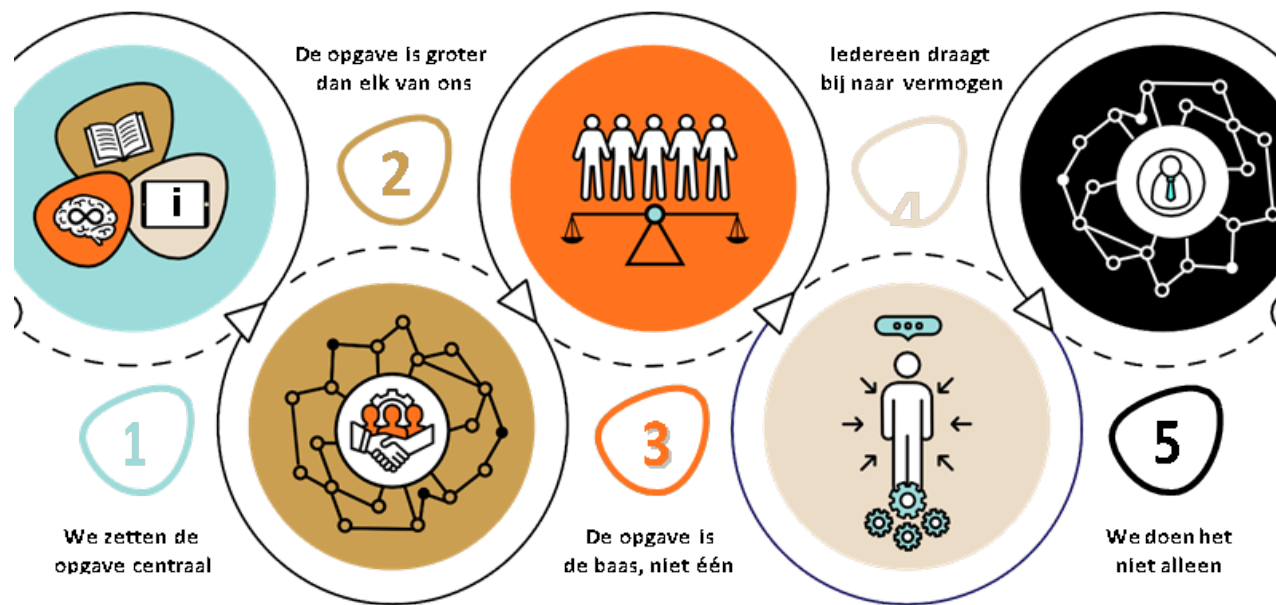 i
1
We zetten de
opgave centraal
De opgave is groter
dan elk van ons
2
3
De opgave is
de baas, niet één
Iedereen draagt
bij naar vermogen
4
5
We doen het
niet alleen